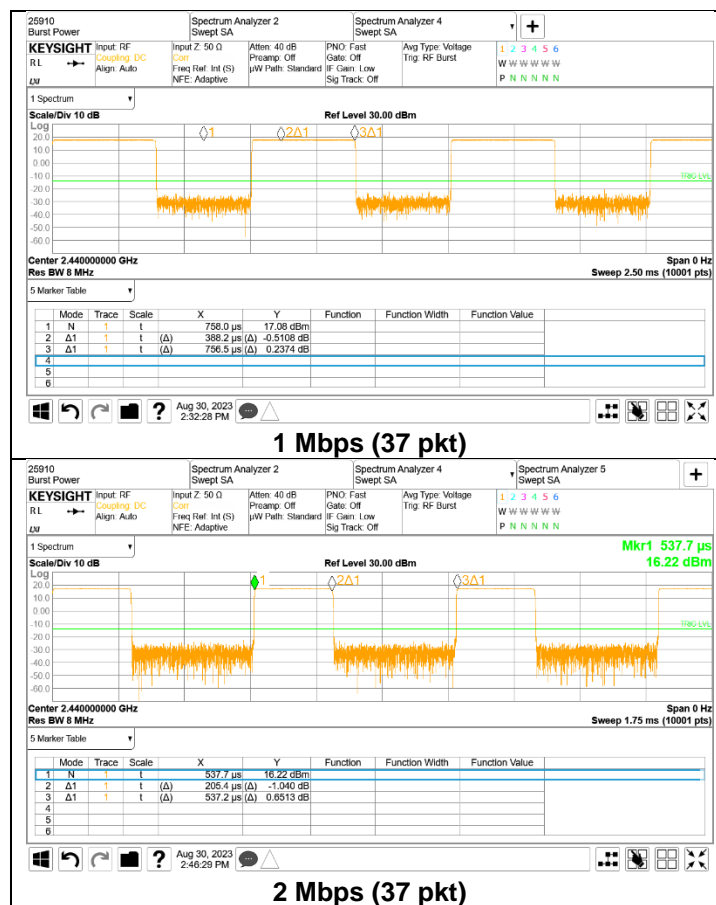 25910
Burst Power
Spectrum Analyzer 2
Swept SA
Spectrum Analyzer 4
Swept SA
KEYSIGHT
RL
Input: RF
Coupling: DC
Align: Auto
Input Z: 50 Ω
Corr
Freq Ref: Int (S)
NFE: Adaptive
Atten: 40 dB
Preamp: Off
µW Path: Standard
PNO: Fast
Gate: Off
IF Gain: Low
Sig Track: Off
Avg Type: Voltage
Trig: RF Burst
1 2 3 4 5 6
W W W W W W
P N N N N N
1 Spectrum
Scale/Div 10 dB
Ref Level 30.00 dBm
Log
20.0
10.0
0.00
-10.0
-20.0
-30.0
-40.0
-50.0
-60.0
1
2Δ1
3Δ1
TRIG LVL
Center 2.440000000 GHz
Span 0 Hz
Res BW 8 MHz
Sweep 2.50 ms (10001 pts)
5 Marker Table
Mode Trace Scale X Y Function Function Width Function Value
1 N 1 t 758.0 µs 17.08 dBm
2 Δ1 1 t (Δ) 388.2 µs (Δ) -0.5108 dB
3 Δ1 1 t (Δ) 756.5 µs (Δ) 0.2374 dB
4
5
6
?
Aug 30, 2023
2:32:28 PM
1 Mbps (37 pkt)
25910
Burst Power
Spectrum Analyzer 2
Swept SA
Spectrum Analyzer 4
Swept SA
Spectrum Analyzer 5
Swept SA
KEYSIGHT
RL
Input: RF
Coupling: DC
Align: Auto
Input Z: 50 Ω
Corr
Freq Ref: Int (S)
NFE: Adaptive
Atten: 40 dB
Preamp: Off
µW Path: Standard
PNO: Fast
Gate: Off
IF Gain: Low
Sig Track: Off
Avg Type: Voltage
Trig: RF Burst
1 2 3 4 5 6
W W W W W W
P N N N N N
1 Spectrum
Scale/Div 10 dB
Ref Level 30.00 dBm
Mkr1 537.7 µs
16.22 dBm
Log
20.0
10.0
0.00
-10.0
-20.0
-30.0
-40.0
-50.0
-60.0
1
2Δ1
3Δ1
TRIG LVL
Center 2.440000000 GHz
Span 0 Hz
Res BW 8 MHz
Sweep 1.75 ms (10001 pts)
5 Marker Table
Mode Trace Scale X Y Function Function Width Function Value
1 N 1 t 537.7 µs 16.22 dBm
2 Δ1 1 t (Δ) 205.4 µs (Δ) -1.040 dB
3 Δ1 1 t (Δ) 537.2 µs (Δ) 0.6513 dB
4
5
6
?
Aug 30, 2023
2:46:29 PM
2 Mbps (37 pkt)